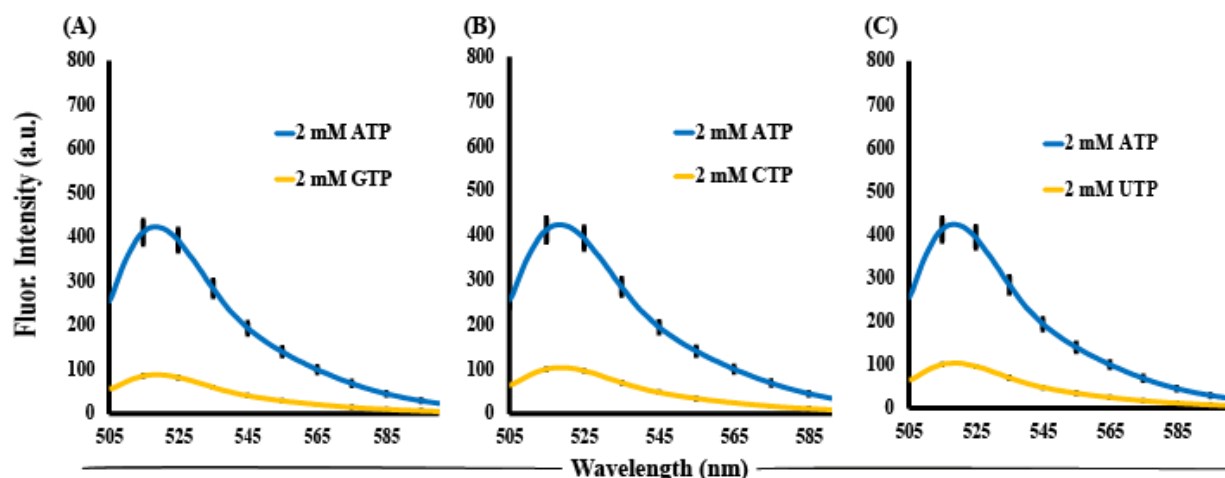 (A)
800
700
600
500
400
300
200
100
0
505 525 545 565 585
2 mM ATP
2 mM GTP
(B)
800
700
600
500
400
300
200
100
0
505 525 545 565 585
2 mM ATP
2 mM CTP
(C)
800
700
600
500
400
300
200
100
0
505 525 545 565 585
2 mM ATP
2 mM UTP
Fluor. Intensity (a.u.)
Wavelength (nm)